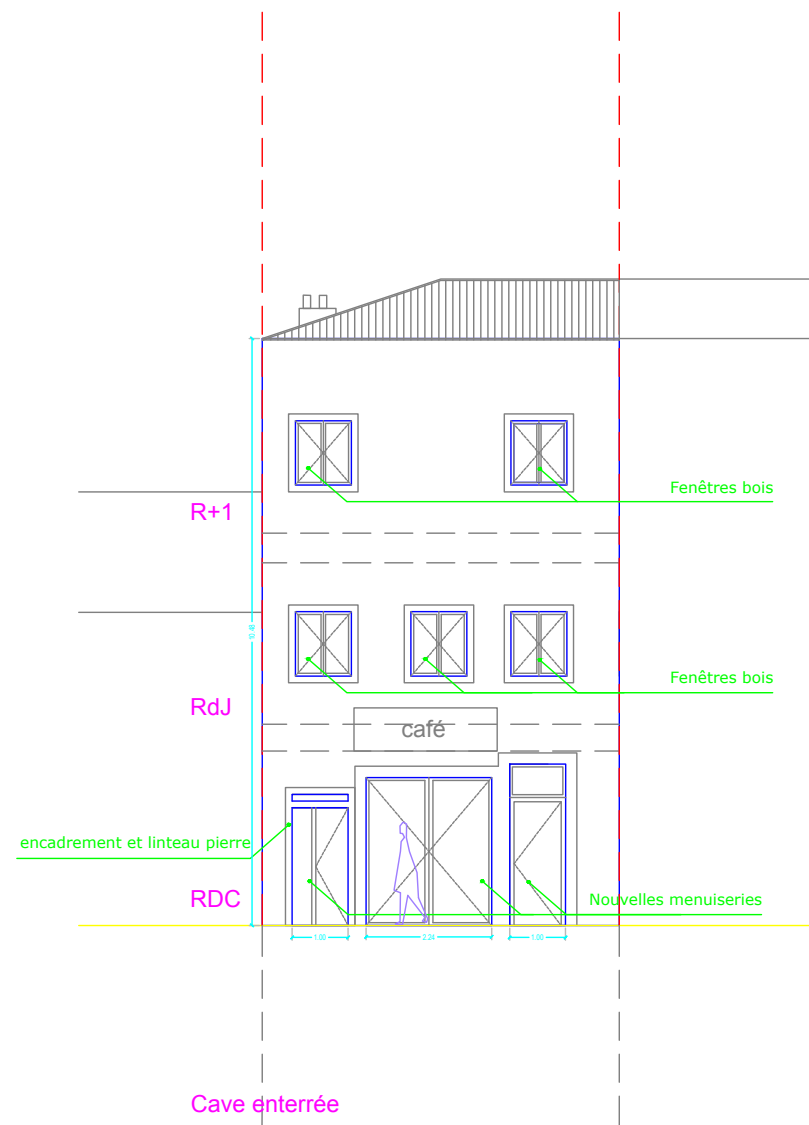 Fenêtres bois
R+1
Fenêtres bois
RdJ
café
encadrement et linteau pierre
RDC
Nouvelles menuiseries
1.00
2.24
1.00
Cave enterrée